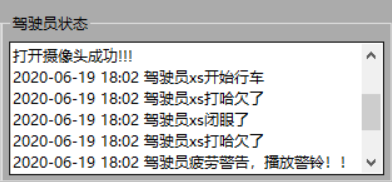 驾驶员状态
打开摄像头成功!!!
2020-06-19 18:02 驾驶员xs开始行车
2020-06-19 18:02 驾驶员xs打哈欠了
2020-06-19 18:02 驾驶员xs闭眼了
2020-06-19 18:02 驾驶员xs打哈欠了
2020-06-19 18:02 驾驶员疲劳警告，播放警铃！！